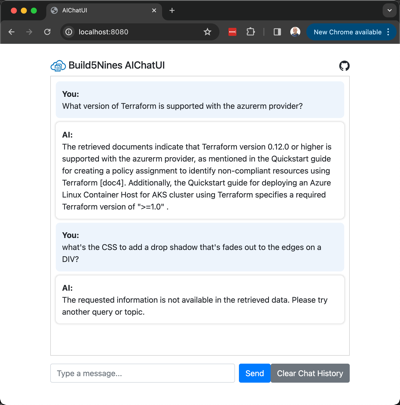 AIChatUI
localhost:8080
New Chrome available
Build5Nines AIChatUI
You:
What version of Terraform is supported with the azurerm provider?
AI:
The retrieved documents indicate that Terraform version 0.12.0 or higher is
supported with the azurerm provider, as mentioned in the Quickstart guide
for creating a policy assignment to identify non-compliant resources using
Terraform [doc4]. Additionally, the Quickstart guide for deploying an Azure
Linux Container Host for AKS cluster using Terraform specifies a required
Terraform version of ">=1.0" .
You:
what's the CSS to add a drop shadow that's fades out to the edges on a
DIV?
AI:
The requested information is not available in the retrieved data. Please try
another query or topic.
Type a message...
Send
Clear Chat History